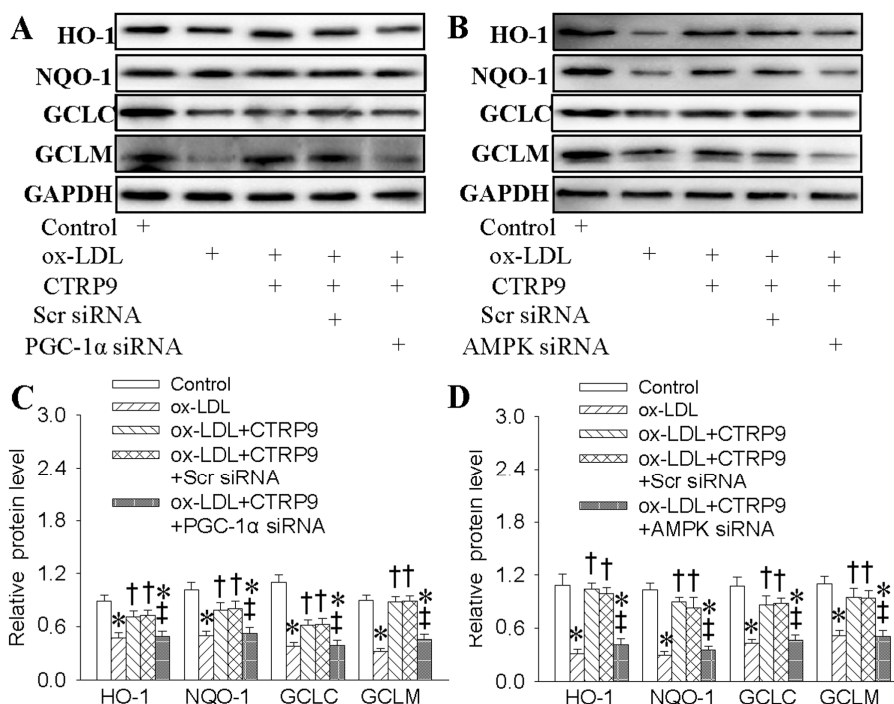 A
HO-1
NQO-1
GCLC
GCLM
GAPDH
Control +
ox-LDL + + + +
CTRP9 + + +
Scr siRNA +
PGC-1α siRNA +
B
HO-1
NQO-1
GCLC
GCLM
GAPDH
Control +
ox-LDL + + + +
CTRP9 + + +
Scr siRNA +
AMPK siRNA +
C
Control
ox-LDL
ox-LDL+CTRP9
ox-LDL+CTRP9
+Scr siRNA
ox-LDL+CTRP9
+PGC-1α siRNA
Relative protein level
3.0
2.4
1.8
1.2
0.6
0.0
* † † * ‡
* † † * ‡
* † † * ‡
* † † * ‡
HO-1 NQO-1 GCLC GCLM
D
Control
ox-LDL
ox-LDL+CTRP9
ox-LDL+CTRP9
+Scr siRNA
ox-LDL+CTRP9
+AMPK siRNA
Relative protein level
3.0
2.4
1.8
1.2
0.6
0.0
* † † * ‡
* † † * ‡
* † † * ‡
* † † * ‡
HO-1 NQO-1 GCLC GCLM